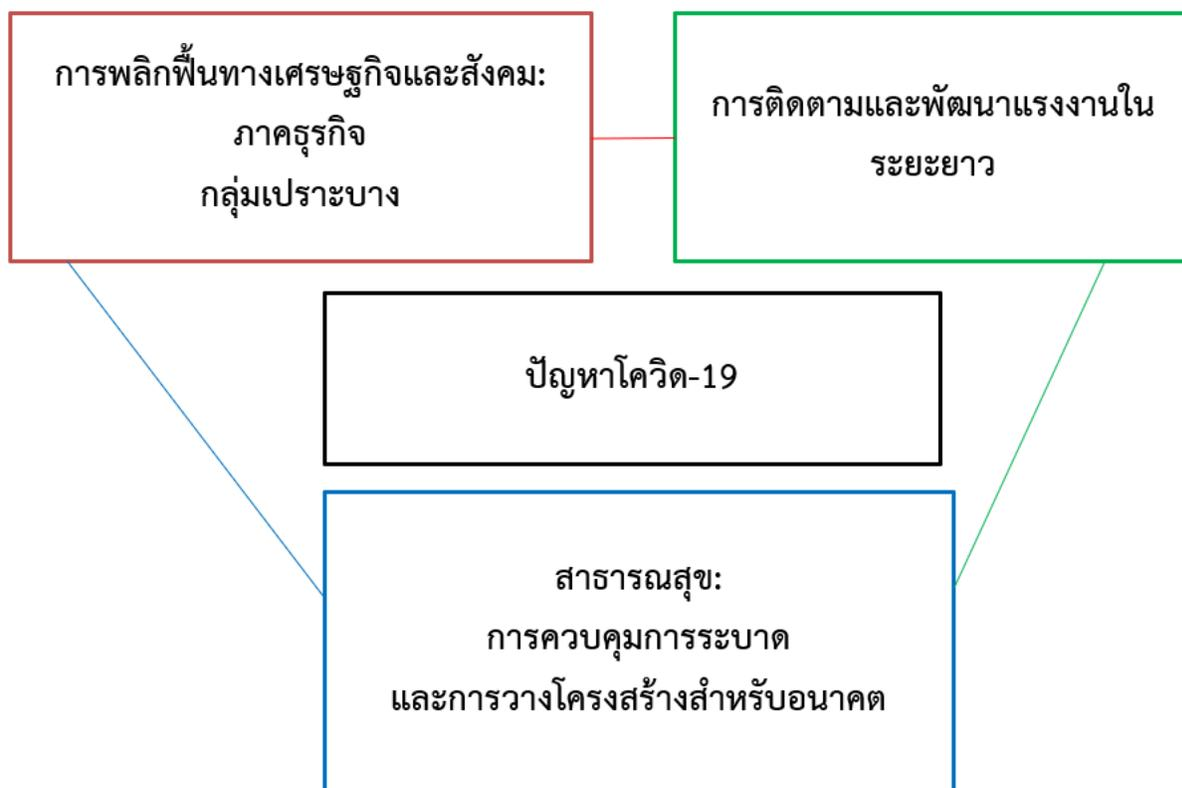 การพลิกฟื้นทางเศรษฐกิจและสังคม:
ภาคธุรกิจ
กลุ่มเปราะบาง
การติดตามและพัฒนาแรงงานใน
ระยะยาว
ปัญหาโควิด-19
สาธารณสุข:
การควบคุมการระบาด
และการวางโครงสร้างสำหรับอนาคต